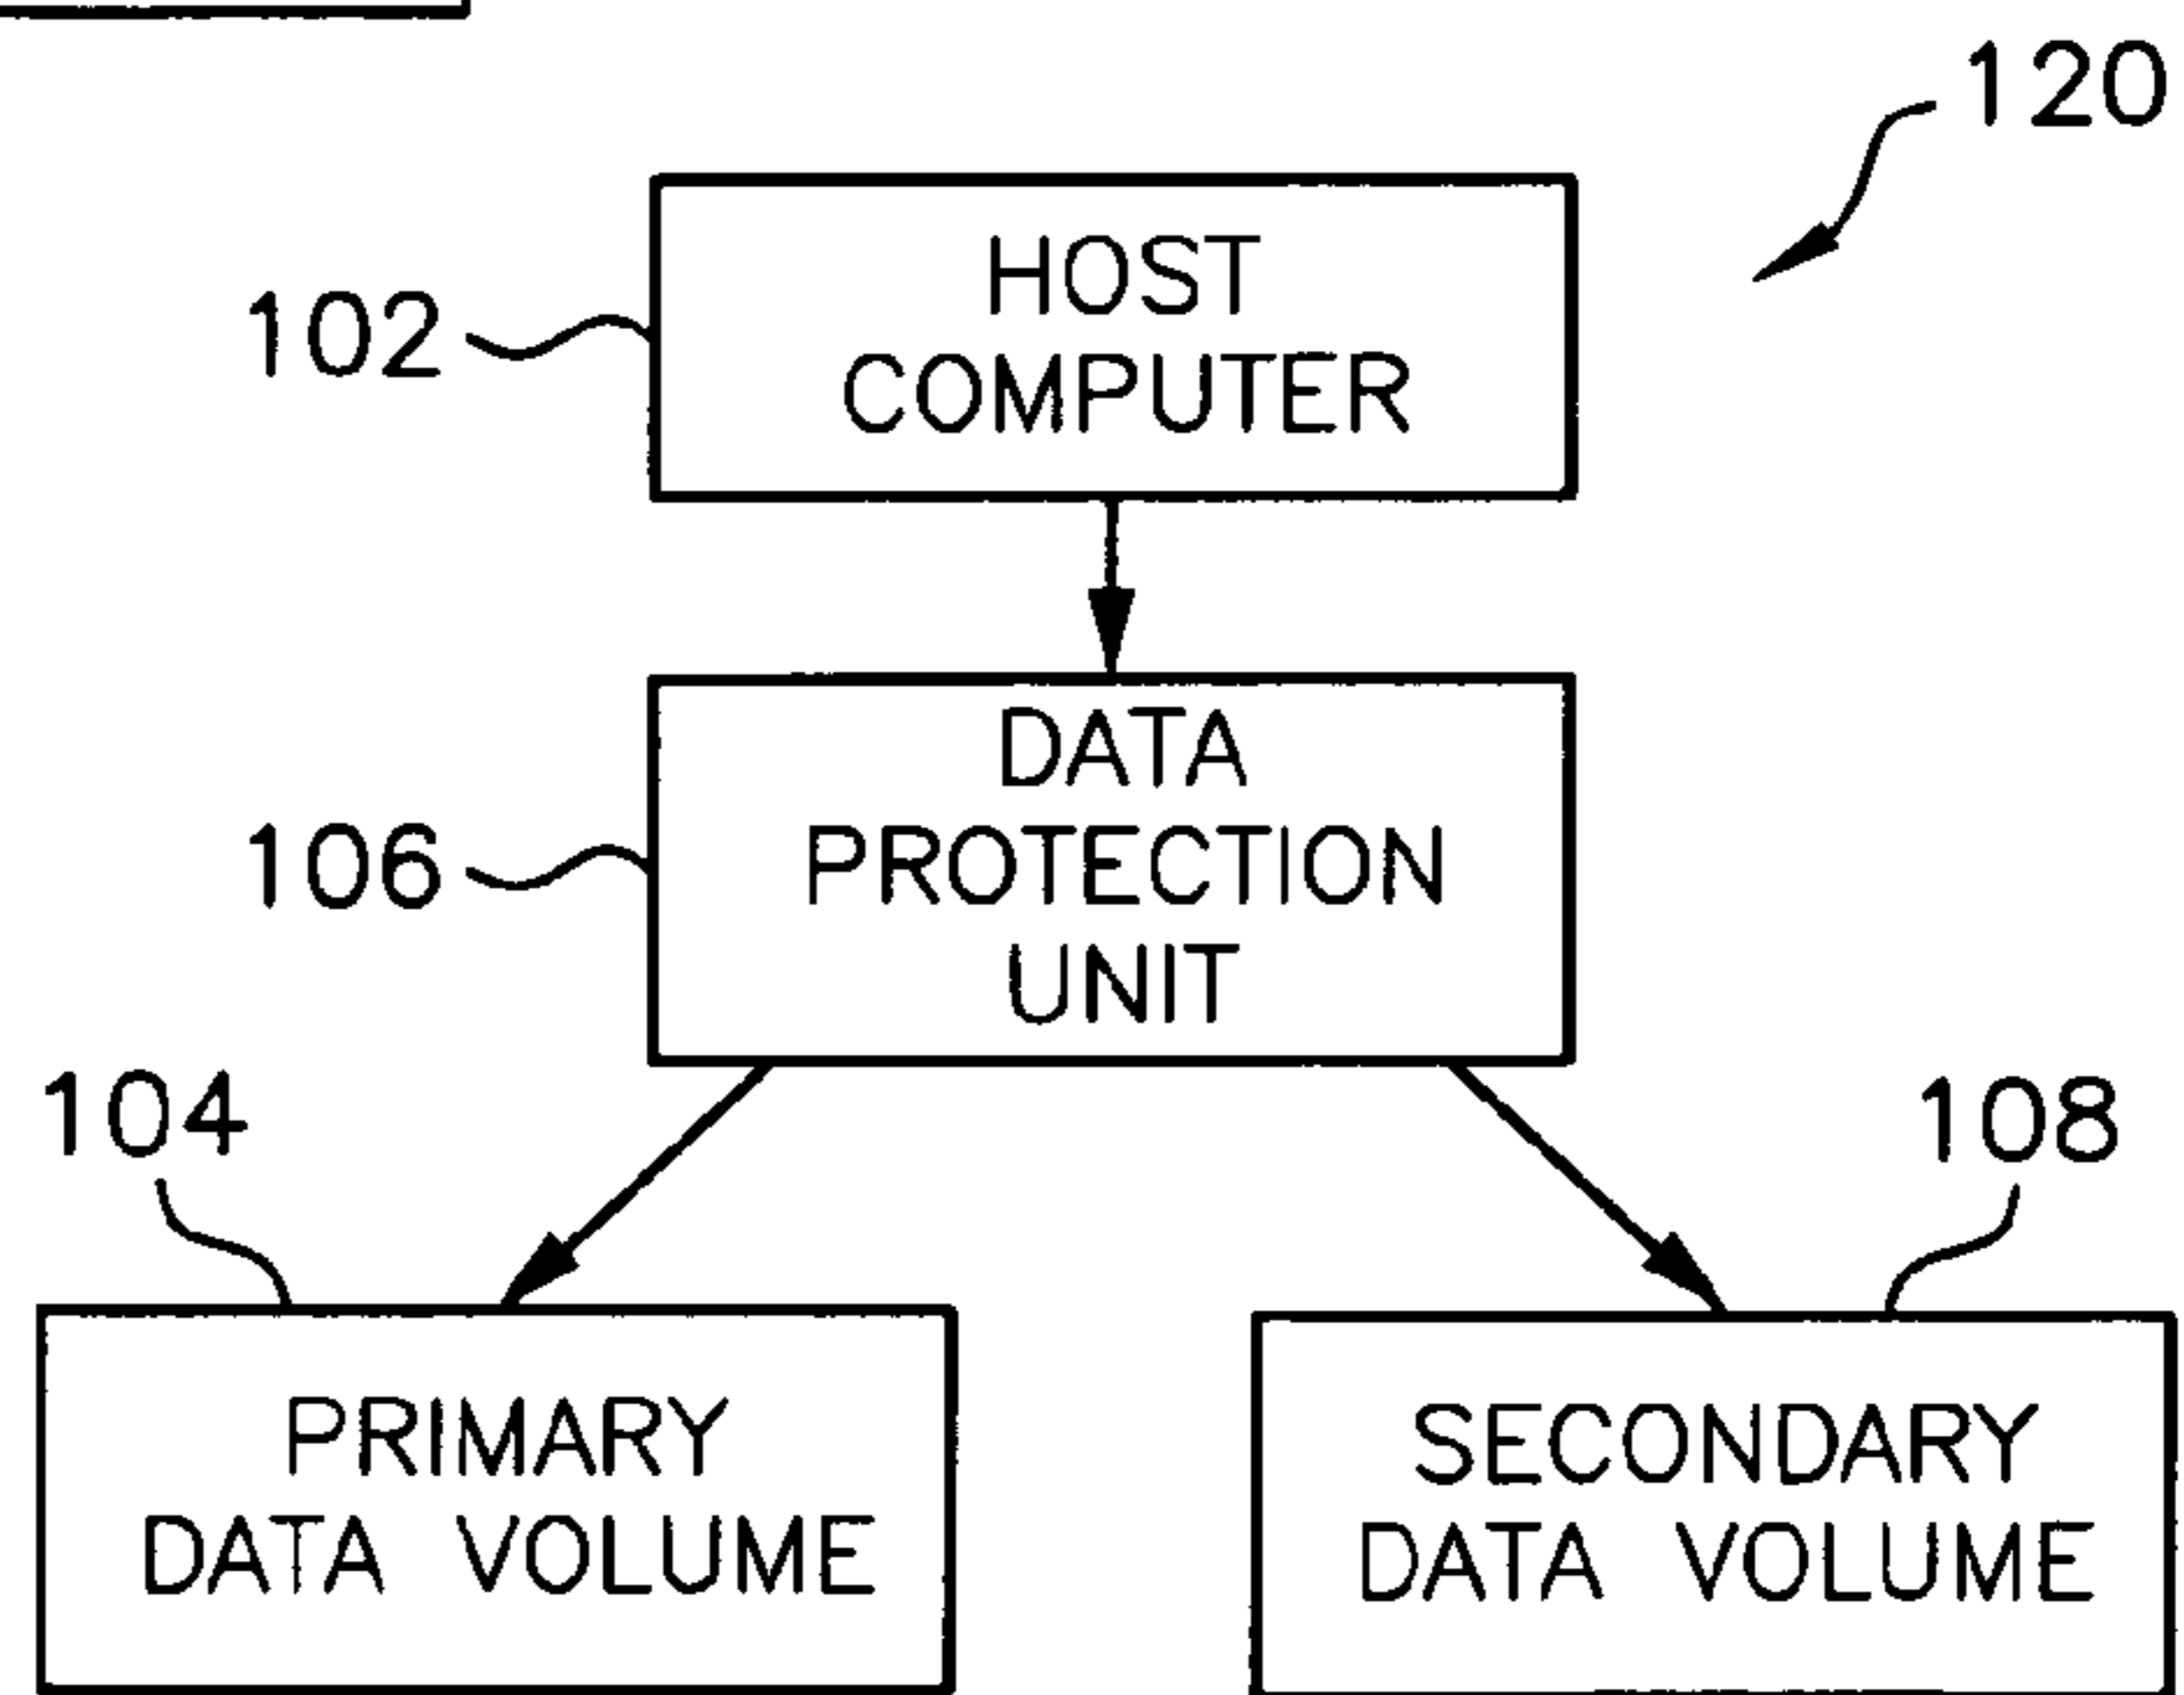 120
HOST
COMPUTER
102
DATA
PROTECTION
UNIT
106
104
108
PRIMARY
DATA VOLUME
SECONDARY
DATA VOLUME